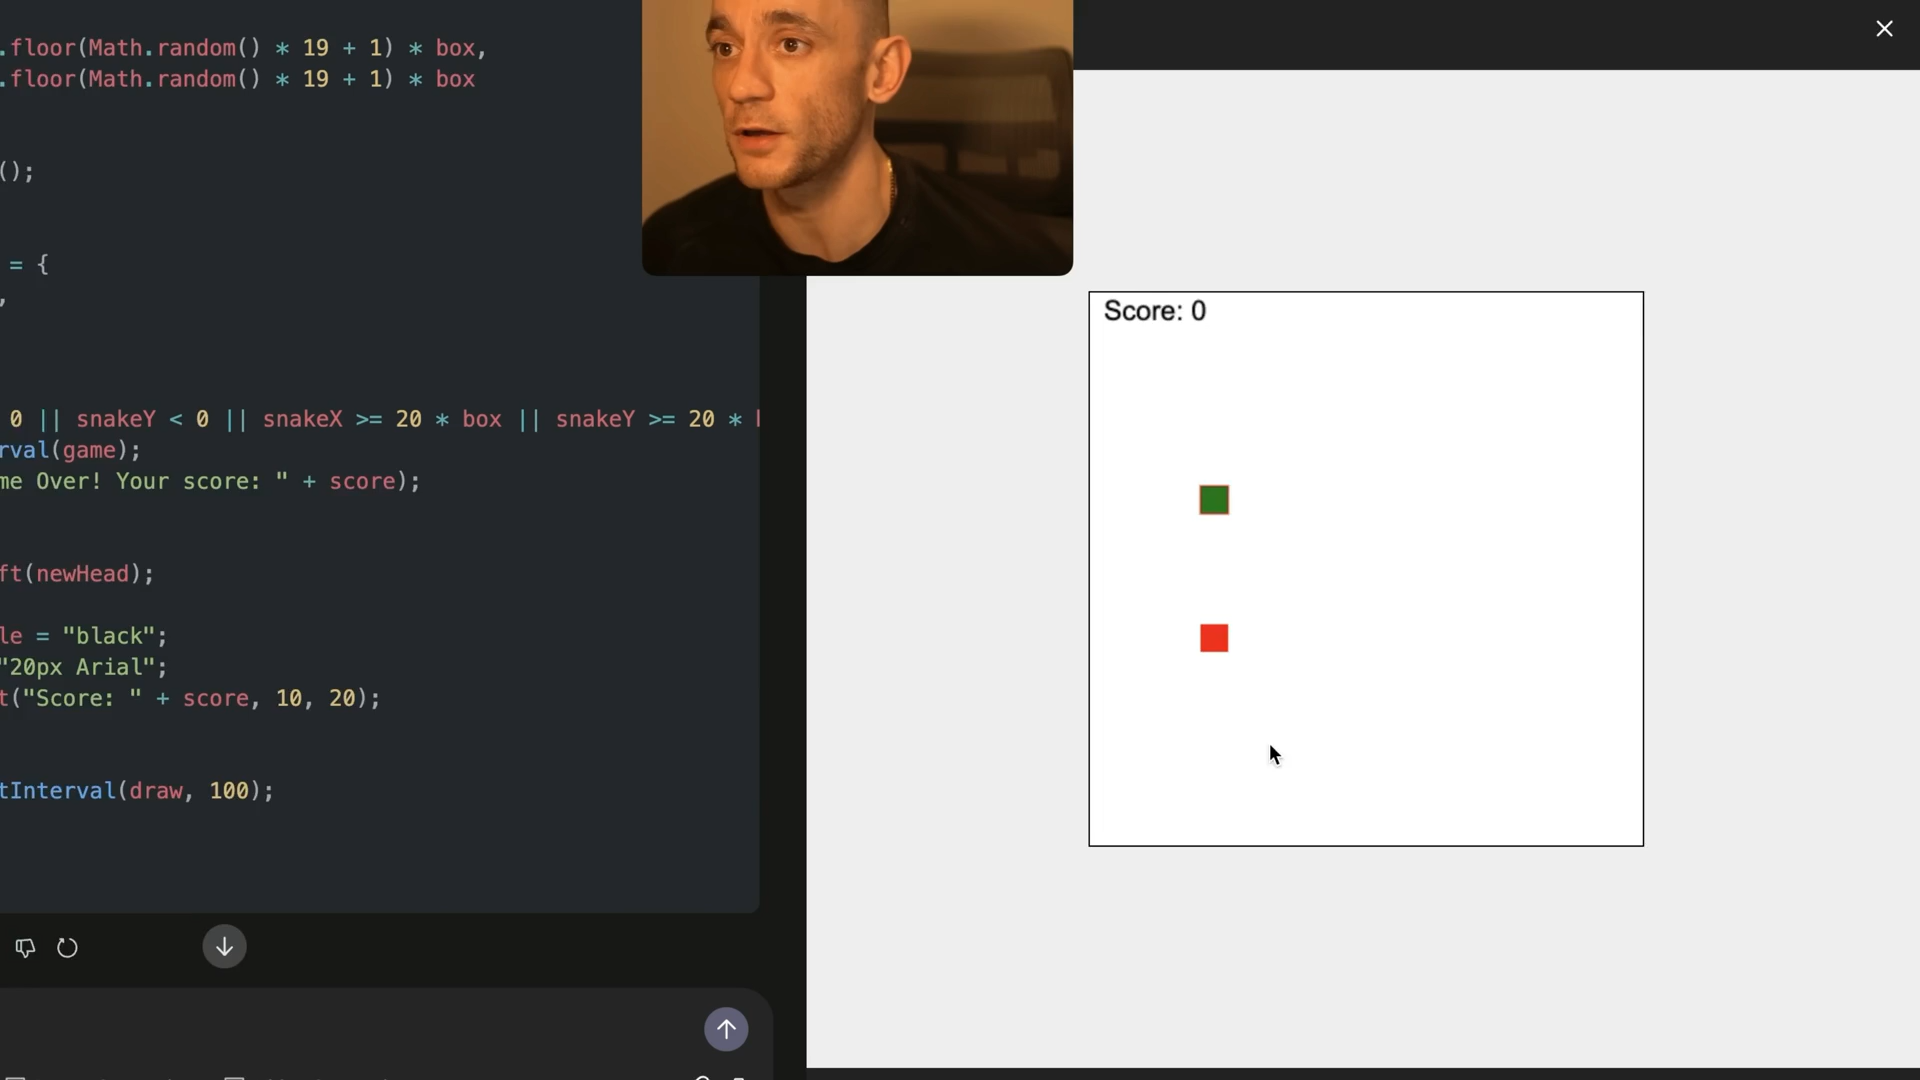 .floor(Math.random() * 19 + 1) * box,
.floor(Math.random() * 19 + 1) * box
();
= {
,
0 || snakeY < 0 || snakeX >= 20 * box || snakeY >= 20 *
rval(game);
me Over! Your score: " + score);
ft(newHead);
le = "black";
"20px Arial";
t("Score: " + score, 10, 20);
tInterval(draw, 100);
Score: 0